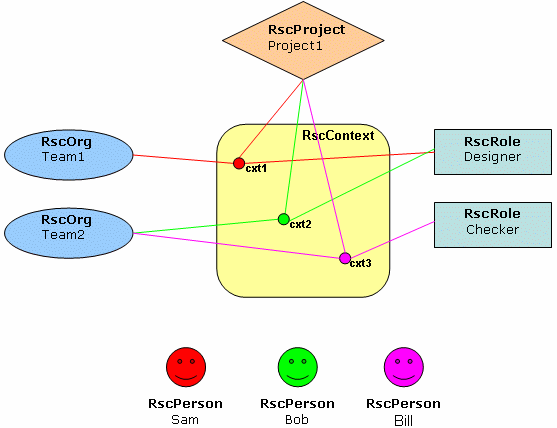 RscProject
Project1
RscContext
RscOrg
Team1
cxt1
RscRole
Designer
RscOrg
Team2
cxt2
RscRole
Checker
cxt3
RscPerson
Sam
RscPerson
Bob
RscPerson
Bill